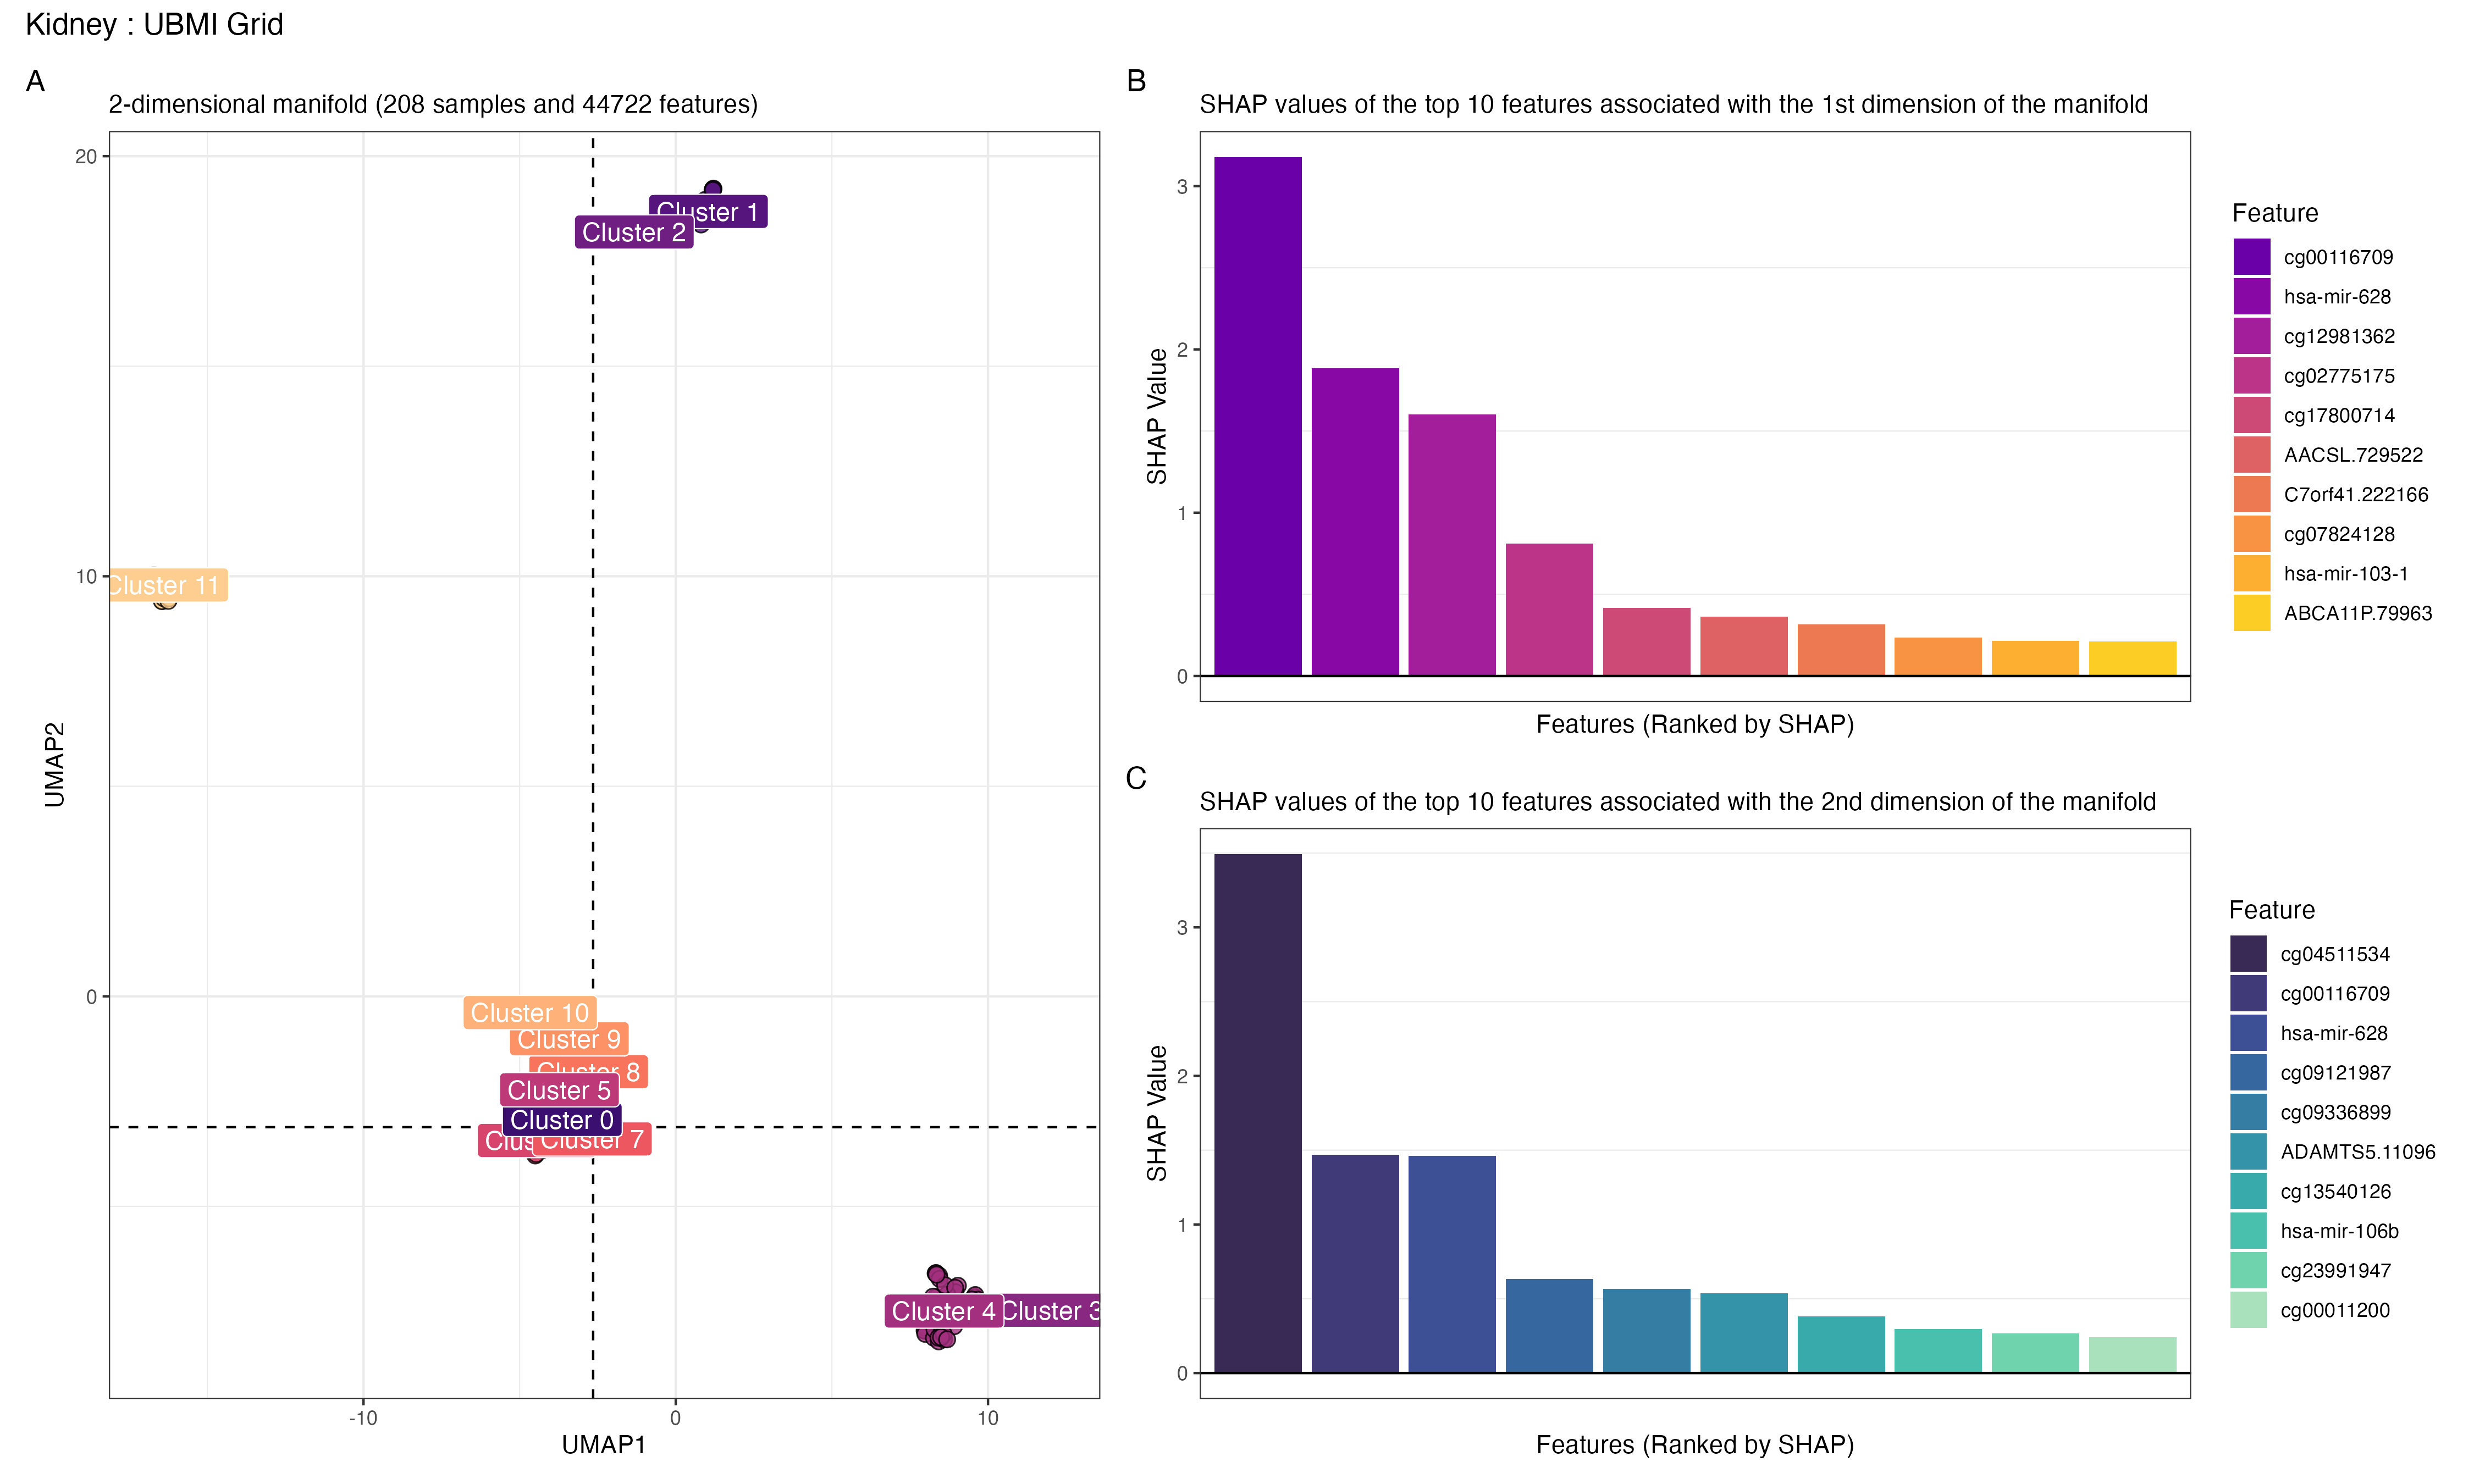 Kidney : UBMI Grid
A
2-dimensional manifold (208 samples and 44722 features)
UMAP2
20
10
0
Cluster 1
Cluster 2
Cluster 11
Cluster 10
Cluster 9
Cluster 8
Cluster 5
Cluster 0
Clus
Cluster 7
Cluster 4
Cluster 3
-10
0
10
UMAP1
B
SHAP values of the top 10 features associated with the 1st dimension of the manifold
SHAP Value
3
2
1
0
Features (Ranked by SHAP)
Feature
cg00116709
hsa-mir-628
cg12981362
cg02775175
cg17800714
AACSL.729522
C7orf41.222166
cg07824128
hsa-mir-103-1
ABCA11P.79963
C
SHAP values of the top 10 features associated with the 2nd dimension of the manifold
SHAP Value
3
2
1
0
Features (Ranked by SHAP)
Feature
cg04511534
cg00116709
hsa-mir-628
cg09121987
cg09336899
ADAMTS5.11096
cg13540126
hsa-mir-106b
cg23991947
cg00011200